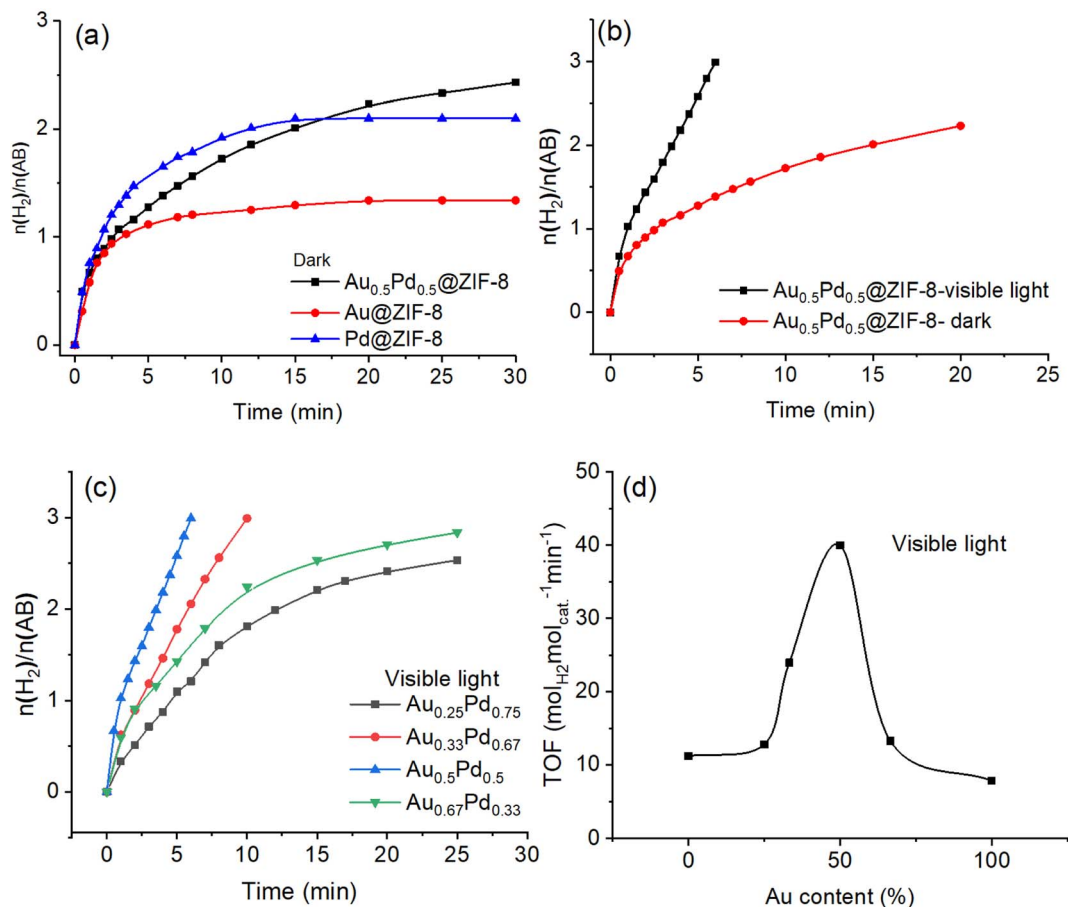 (a)
n(H₂)/n(AB)
3
2
1
0
Dark
Au₀.₅Pd₀.₅@ZIF-8
Au@ZIF-8
Pd@ZIF-8
0 5 10 15 20 25 30
Time (min)
(b)
n(H₂)/n(AB)
3
2
1
0
Au₀.₅Pd₀.₅@ZIF-8-visible light
Au₀.₅Pd₀.₅@ZIF-8- dark
0 5 10 15 20 25
Time (min)
(c)
n(H₂)/n(AB)
3
2
1
0
Visible light
Au₀.₂₅Pd₀.₇₅
Au₀.₃₃Pd₀.₆₇
Au₀.₅Pd₀.₅
Au₀.₆₇Pd₀.₃₃
0 5 10 15 20 25
Time (min)
(d)
TOF (mol_H2 mol_cat.⁻¹min⁻¹)
50
40
30
20
10
0
Visible light
0 50 100
Au content (%)